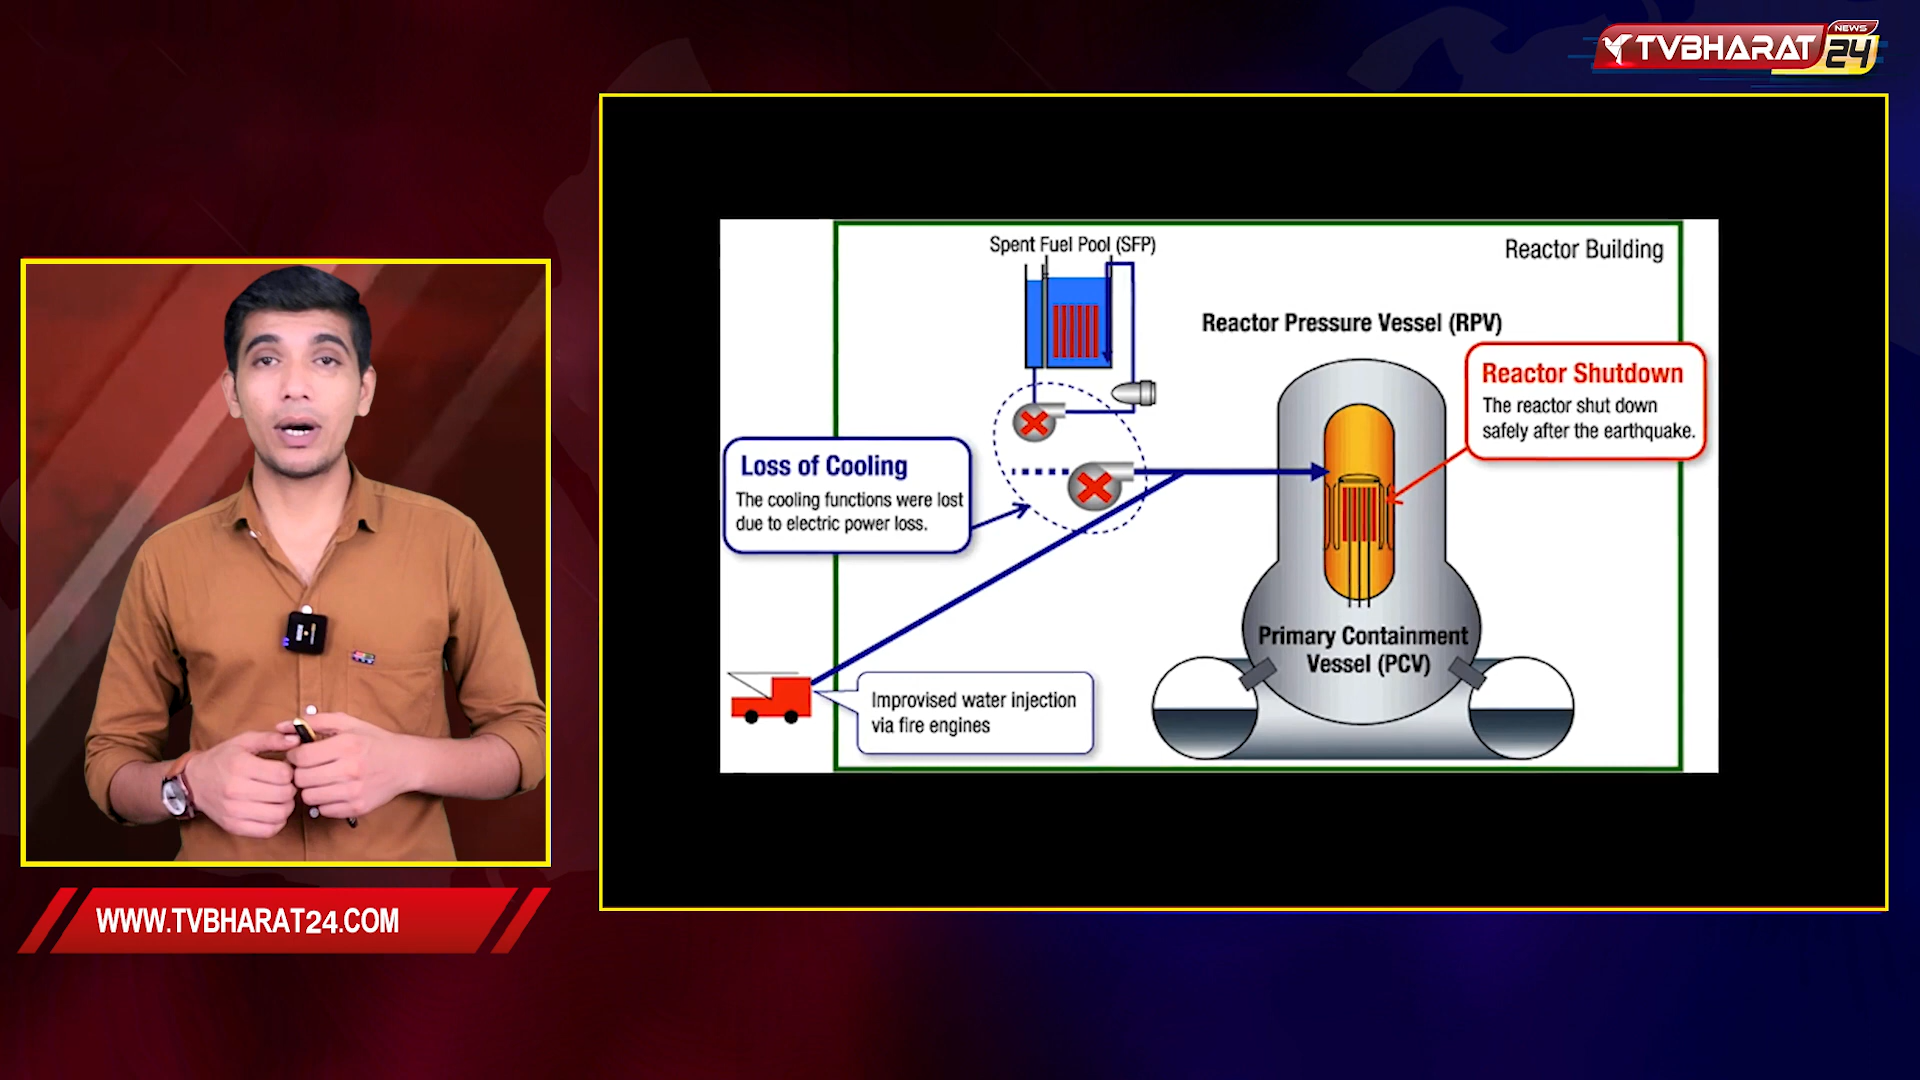 NEWS
TVBHARAT 24
Spent Fuel Pool (SFP)
Reactor Building
Reactor Pressure Vessel (RPV)
Reactor Shutdown
The reactor shut down
safely after the earthquake.
Loss of Cooling
The cooling functions were lost
due to electric power loss.
Primary Containment
Vessel (PCV)
Improvised water injection
via fire engines
WWW.TVBHARAT24.COM